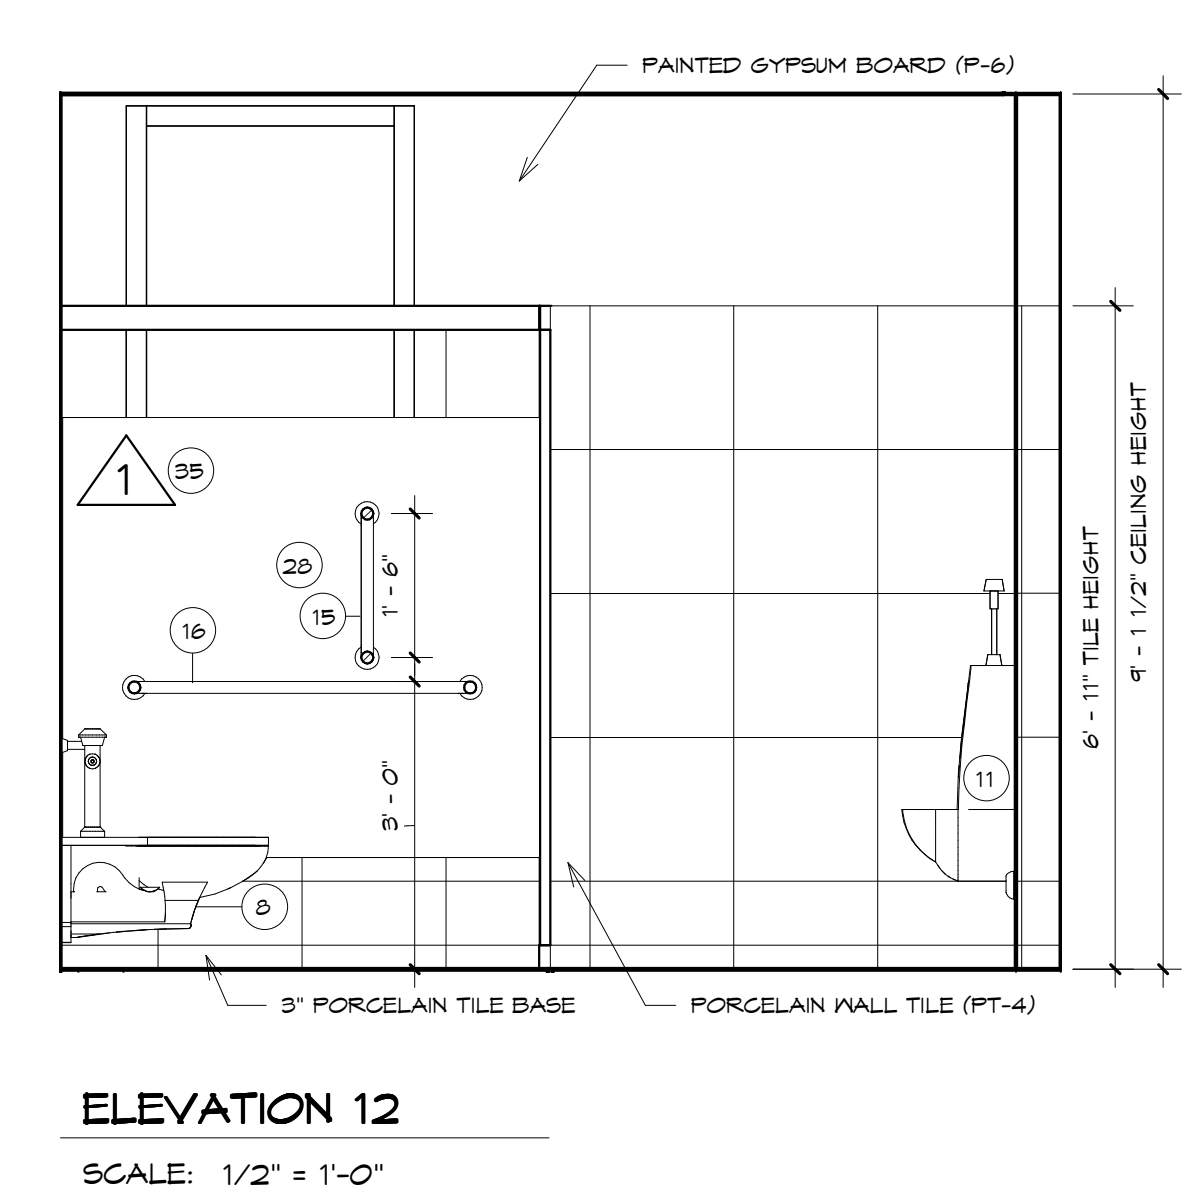 PAINTED GYPSUM BOARD (P-6)
1
35
28
15
16
1' - 6"
3' - 0"
6' - 11" TILE HEIGHT
9' - 1 1/2" CEILING HEIGHT
11
8
3" PORCELAIN TILE BASE
PORCELAIN WALL TILE (PT-4)
ELEVATION 12
SCALE: 1/2" = 1'-0"